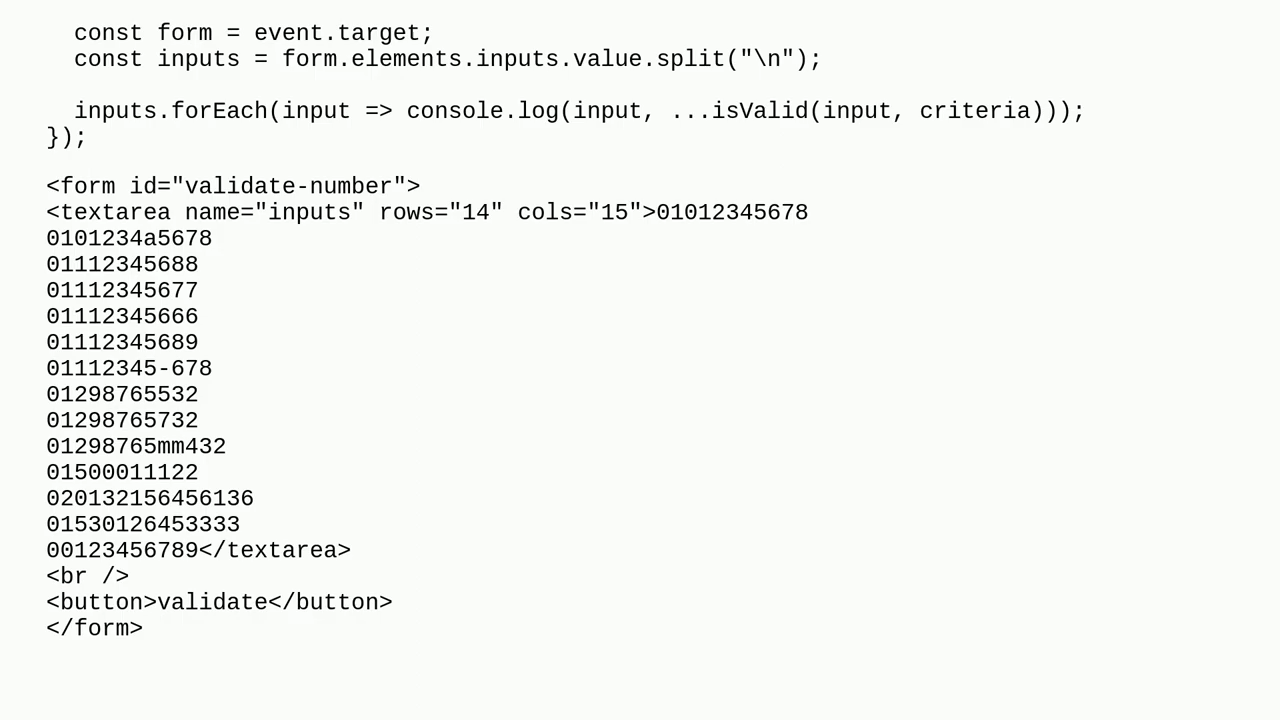 const form = event.target;
const inputs = form.elements.inputs.value.split("\n");
inputs.forEach(input => console.log(input, ...isValid(input, criteria)));
});
<form id="validate-number">
<textarea name="inputs" rows="14" cols="15">01012345678
0101234a5678
01112345688
01112345677
01112345666
01112345689
01112345-678
01298765532
01298765732
01298765mm432
01500011122
020132156456136
01530126453333
00123456789</textarea>
<br />
<button>validate</button>
</form>